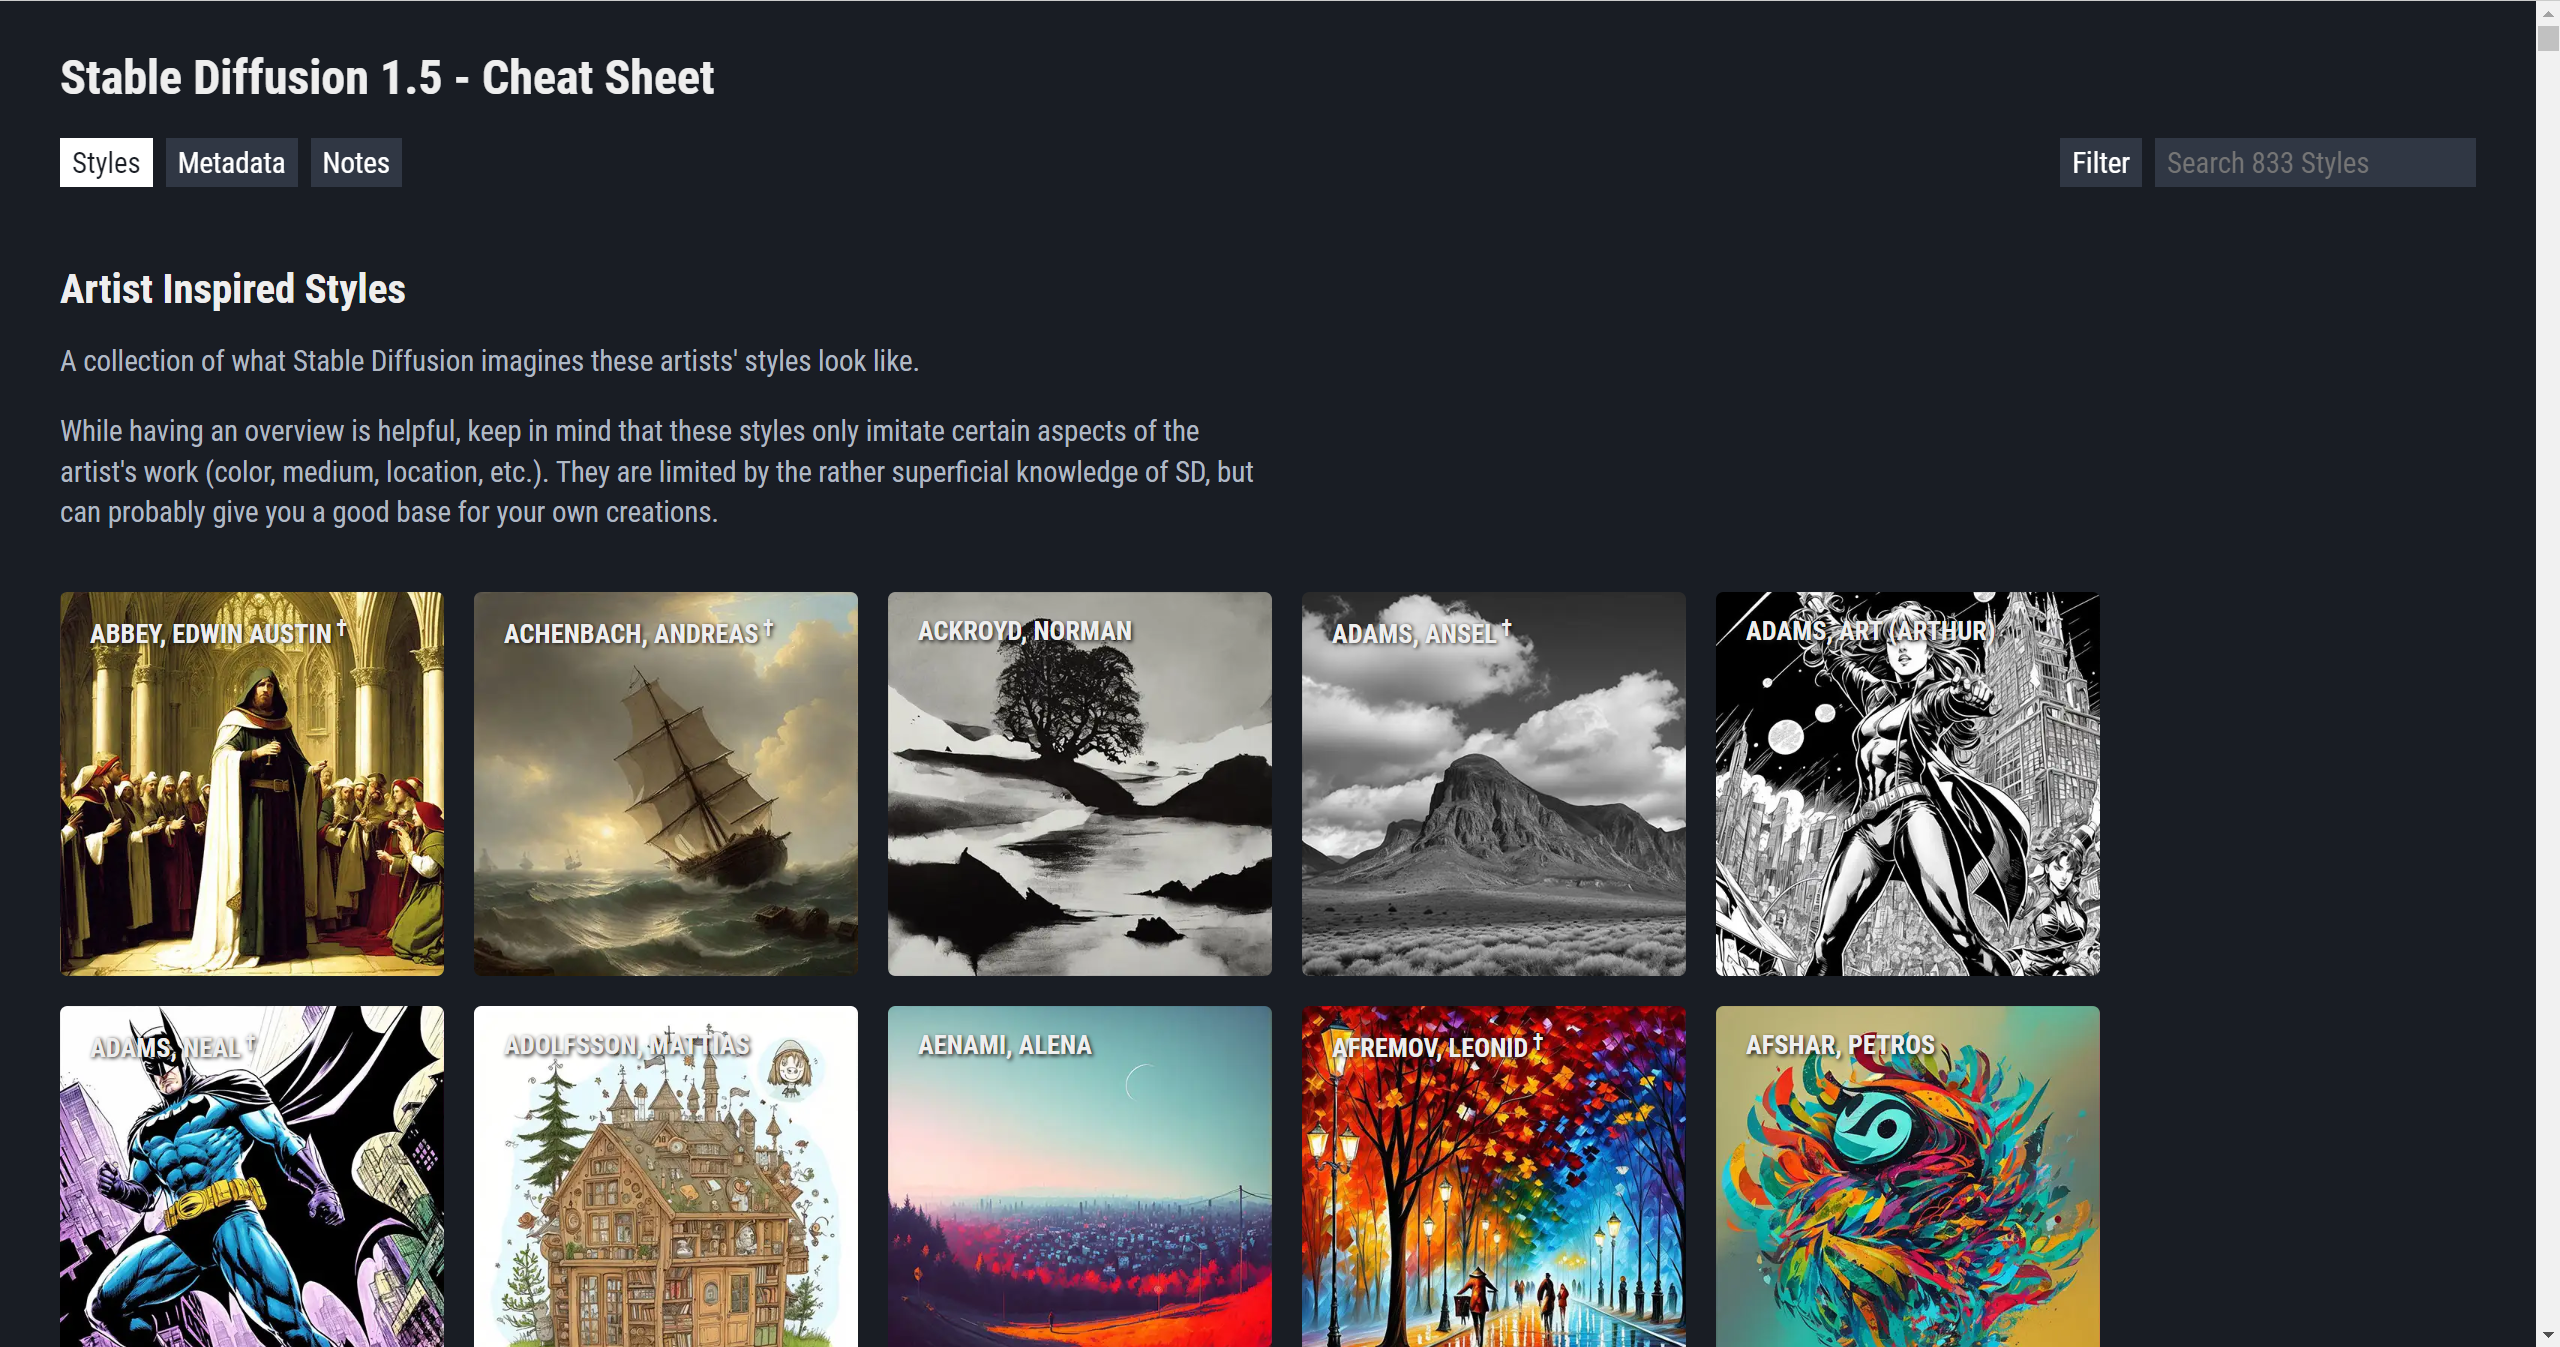 Stable Diffusion 1.5 - Cheat Sheet
Styles Metadata Notes Filter Search 833 Styles
Artist Inspired Styles
A collection of what Stable Diffusion imagines these artists' styles look like.
While having an overview is helpful, keep in mind that these styles only imitate certain aspects of the
artist's work (color, medium, location, etc.). They are limited by the rather superficial knowledge of SD, but
can probably give you a good base for your own creations.
ABBEY, EDWIN AUSTIN †
ACHENBACH, ANDREAS †
ACKROYD, NORMAN
ADAMS, ANSEL †
ADAMS, ART (ARTHUR)
ADAMS, NEAL †
ADOLFSSON, MATTIAS
AENAMI, ALENA
AFREMOV, LEONID †
AFSHAR, PETROS